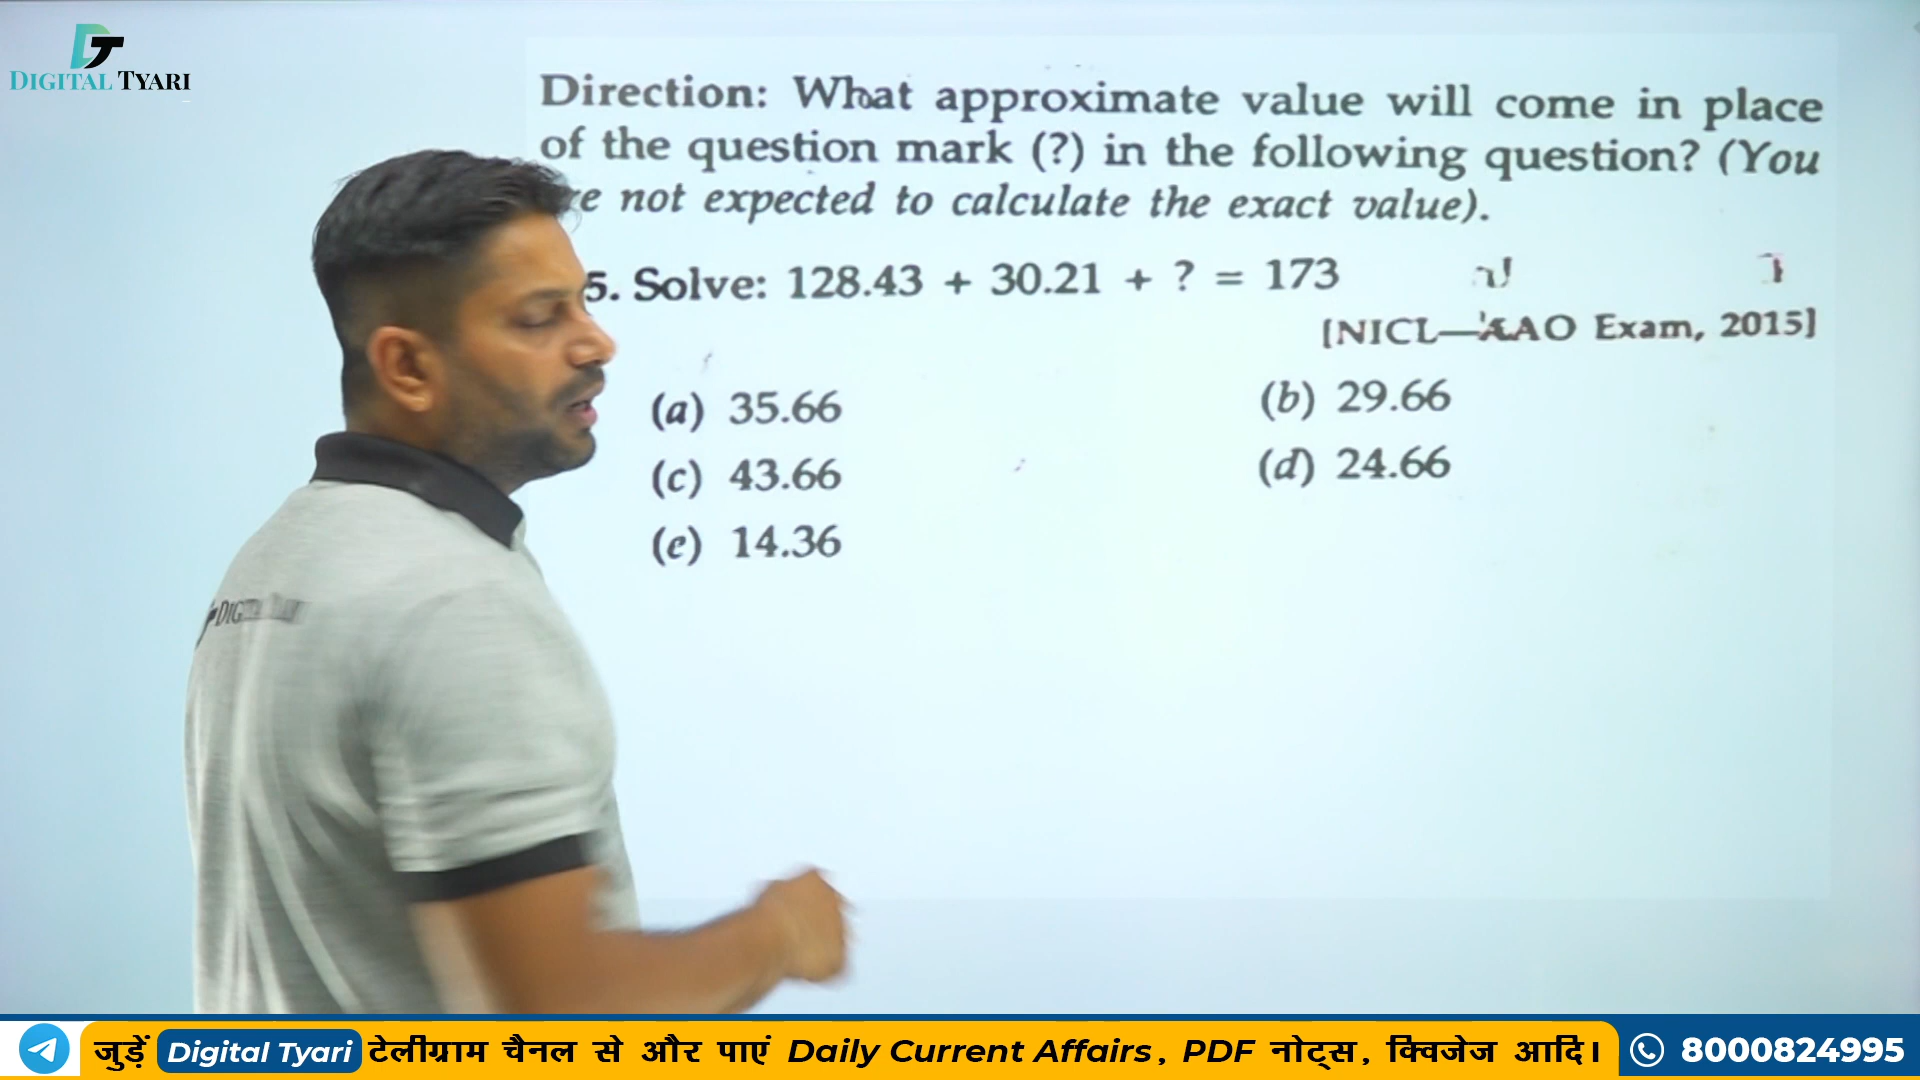 DIGITAL TYARI
Direction: What approximate value will come in place
of the question mark (?) in the following question? (You
not expected to calculate the exact value).
5. Solve: 128.43 + 30.21 + ? = 173
[NICL—AAO Exam, 2015]
(a) 35.66
(b) 29.66
(c) 43.66
(d) 24.66
(e) 14.36
जुड़ें Digital Tyari टेलीग्राम चैनल से और पाएं Daily Current Affairs, PDF नोट्स, क्विजेज आदि।
8000824995